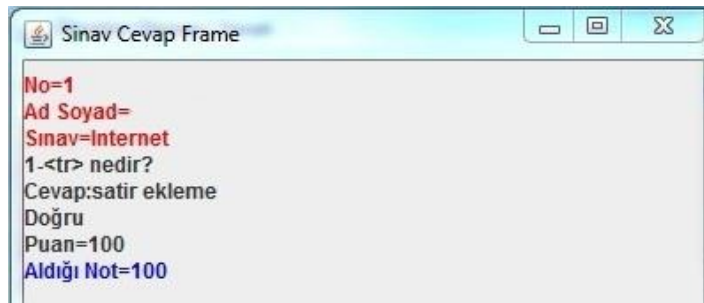 Sinav Cevap Frame
No=1
Ad Soyad=
Sınav=Internet
1-<tr> nedir?
Cevap:satir ekleme
Doğru
Puan=100
Aldığı Not=100